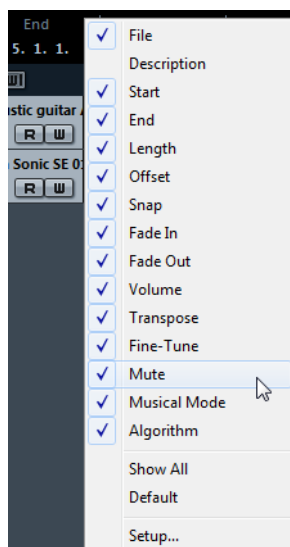 End
File
5. 1. 1.
Description
Start
End
stic guitar
Length
R W
Offset
Sonic SE 01
Snap
R W
Fade In
Fade Out
Volume
Transpose
Fine-Tune
Mute
Musical Mode
Algorithm
Show All
Default
Setup...